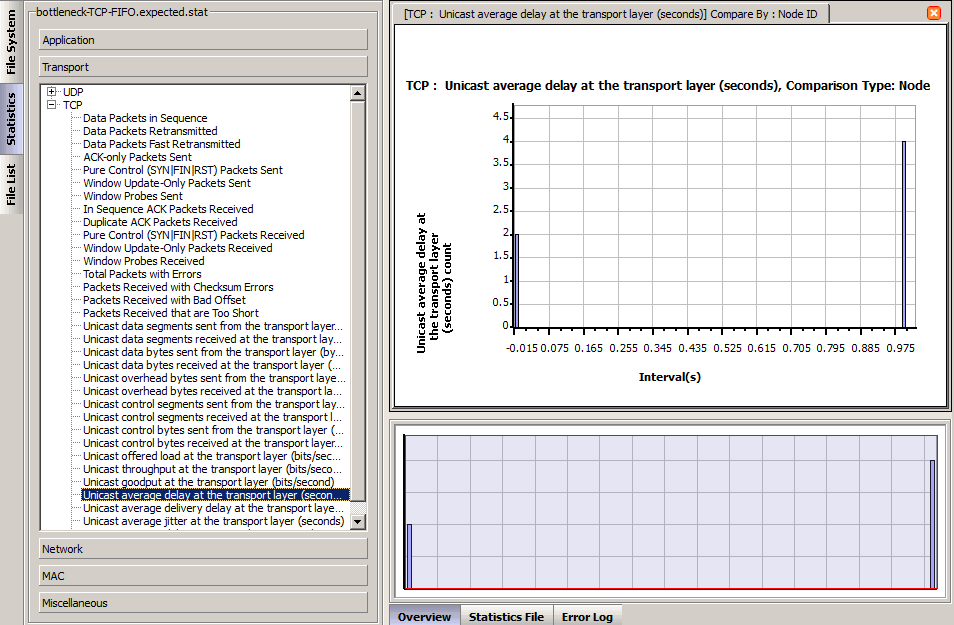 File System
Statistics
File List
bottleneck-TCP-FIFO.expected.stat
Application
Transport
UDP
TCP
Data Packets in Sequence
Data Packets Retransmitted
Data Packets Fast Retransmitted
ACK-only Packets Sent
Pure Control (SYN|FIN|RST) Packets Sent
Window Update-Only Packets Sent
Window Probes Sent
In Sequence ACK Packets Received
Duplicate ACK Packets Received
Pure Control (SYN|FIN|RST) Packets Received
Window Update-Only Packets Received
Window Probes Received
Total Packets with Errors
Packets Received with Checksum Errors
Packets Received with Bad Offset
Packets Received that are Too Short
Unicast data segments sent from the transport layer...
Unicast data segments received at the transport lay...
Unicast data bytes sent from the transport layer (by...
Unicast data bytes received at the transport layer (...
Unicast overhead bytes sent from the transport laye...
Unicast overhead bytes received at the transport la...
Unicast control segments sent from the transport lay...
Unicast control segments received at the transport l...
Unicast control bytes sent from the transport layer (...
Unicast control bytes received at the transport layer...
Unicast offered load at the transport layer (bits/sec...
Unicast throughput at the transport layer (bits/seco...
Unicast goodput at the transport layer (bits/second)
Unicast average delay at the transport layer (secon...
Unicast average delivery delay at the transport laye...
Unicast average jitter at the transport layer (seconds)
Network
MAC
Miscellaneous
[TCP : Unicast average delay at the transport layer (seconds)] Compare By : Node ID
TCP : Unicast average delay at the transport layer (seconds), Comparison Type: Node
4.5
4
3.5
3
2.5
2
1.5
1
0.5
0
Unicast average delay at
the transport layer
(seconds) count
-0.015 0.075 0.165 0.255 0.345 0.435 0.525 0.615 0.705 0.795 0.885 0.975
Interval(s)
Overview
Statistics File
Error Log